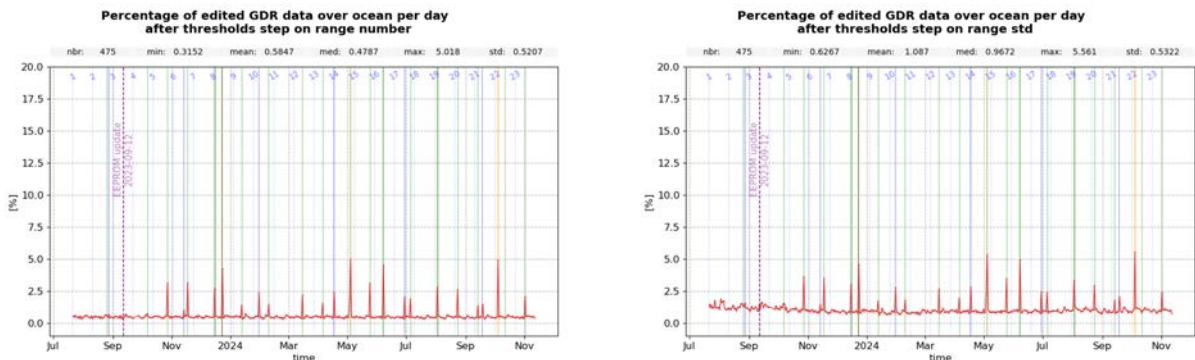 Percentage of edited GDR data over ocean per day
after thresholds step on range number
nbr: 475 min: 0.3152 mean: 0.5847 med: 0.4787 max: 5.018 std: 0.5207
20.0
17.5
15.0
12.5
10.0
7.5
5.0
2.5
0.0
[%]
1 2 3 4 5 6 7 8 9 10 11 12 13 14 15 16 17 18 19 20 21 22 23
EEPROM update
2023-09-12
Jul Sep Nov 2024 Mar May Jul Sep Nov
time
Percentage of edited GDR data over ocean per day
after thresholds step on range std
nbr: 475 min: 0.6267 mean: 1.087 med: 0.9672 max: 5.561 std: 0.5322
20.0
17.5
15.0
12.5
10.0
7.5
5.0
2.5
0.0
[%]
1 2 3 4 5 6 7 8 9 10 11 12 13 14 15 16 17 18 19 20 21 22 23
EEPROM update
2023-09-12
Jul Sep Nov 2024 Mar May Jul Sep Nov
time